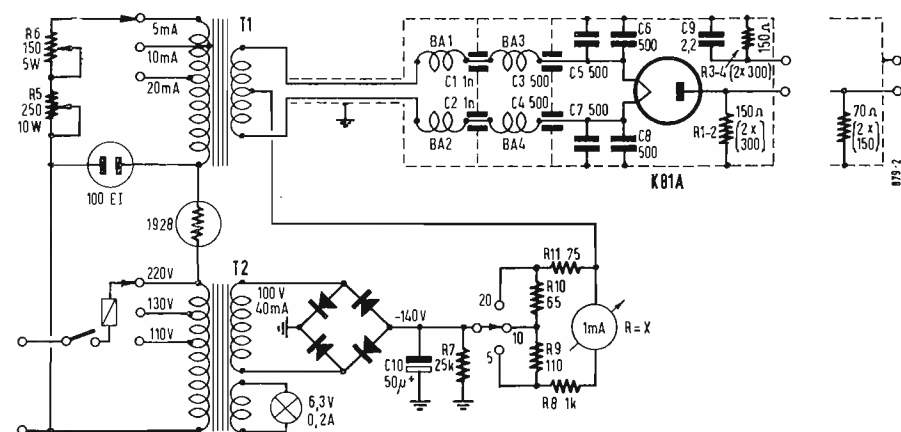 T1
R6
150
5W
5mA
10mA
20mA
R5
250
10W
100 EI
1928
BA1
BA3
C1 1n
C3 500
C2 1n
C4 500
BA2
BA4
C6
500
C5 500
C7 500
C8
500
K81A
C9
2,2
150Ω
R3-4 (2x300)
150Ω
(2x
300)
R1-2
70Ω
(2x
150)
879-2
T2
220V
130V
110V
100V
40mA
6,3V
0,2A
-140V
C10
50µ
+
R7
25k
20
10
5
R11 75
R10
65
R9
110
R8 1k
1mA
R=X